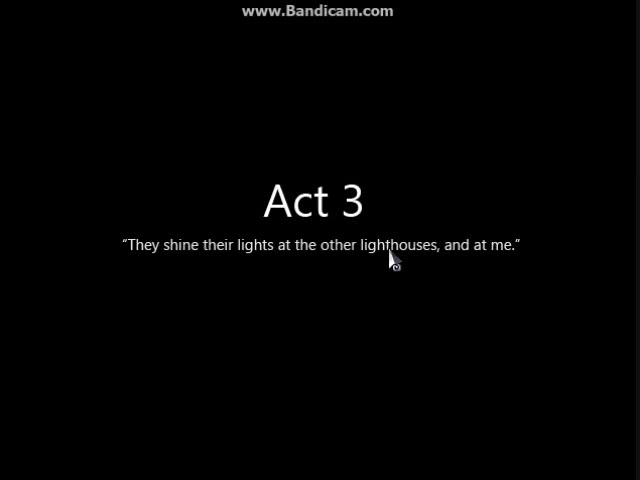 www.Bandicam.com
Act 3
“They shine their lights at the other lighthouses, and at me.”